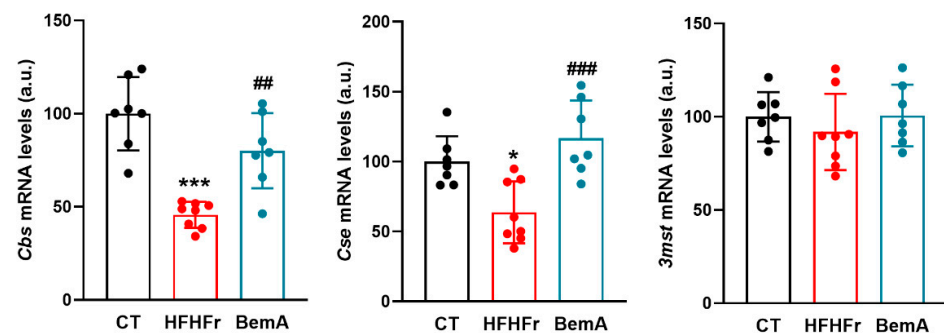 Cbs mRNA levels (a.u.)
150
100
50
0
***
##
CT HFHFr BemA
Cse mRNA levels (a.u.)
200
150
100
50
0
*
###
CT HFHFr BemA
3mst mRNA levels (a.u.)
150
100
50
0
CT HFHFr BemA